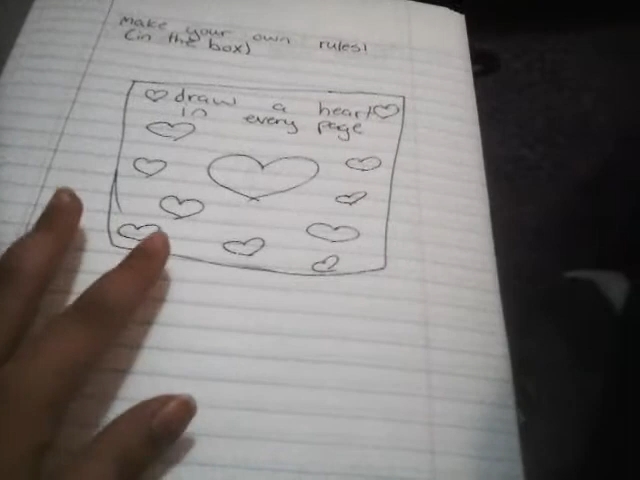 make your own rules!
(in the box)
draw a heart
in every page